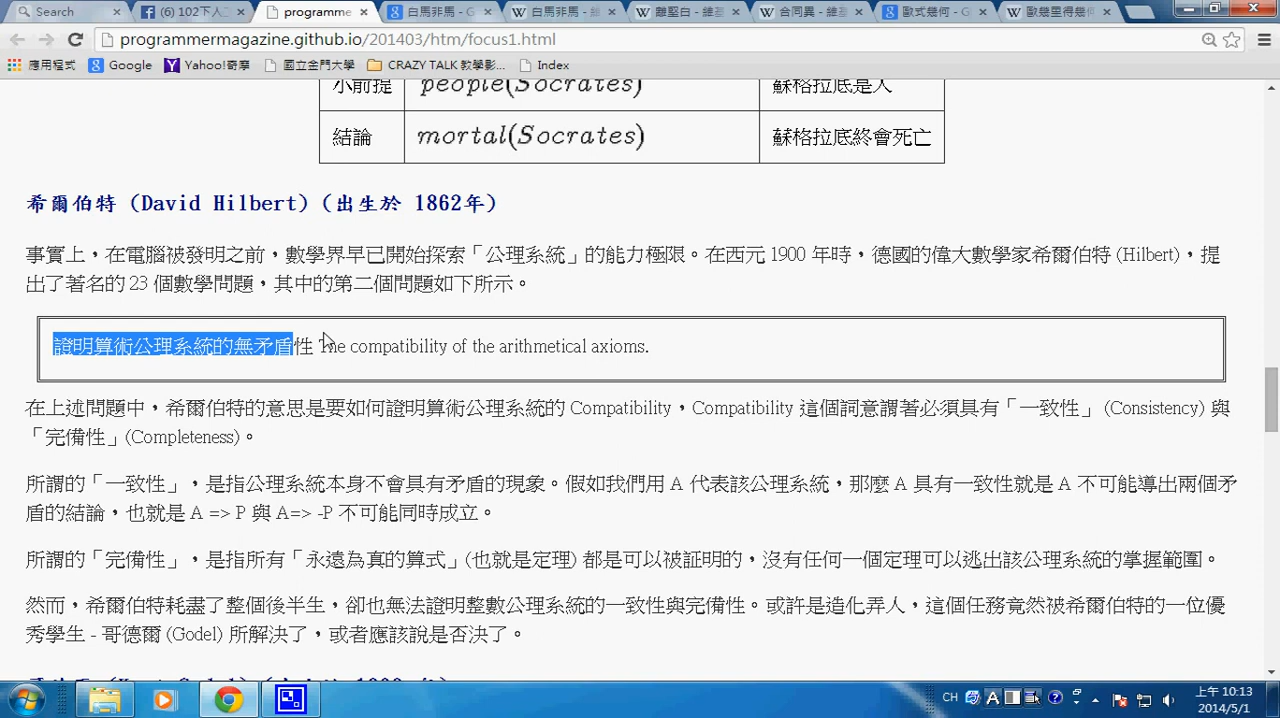 Search
(6) 102下人工
programme
白馬非馬 - G
白馬非馬 - 維基
離堅白 - 維基
合同異 - 維基
歐式幾何 - G
歐幾里得幾何
programmermagazine.github.io/201403/htm/focus1.html
應用程式 Google Yahoo!奇摩 國立金門大學 CRAZY TALK 教學影... Index
小前提 people(Socrates) 蘇格拉底是人
結論 mortal(Socrates) 蘇格拉底終會死亡
希爾伯特 (David Hilbert) (出生於 1862年)
事實上,在電腦被發明之前,數學界早已開始探索「公理系統」的能力極限。在西元 1900 年時,德國的偉大數學家希爾伯特 (Hilbert),提
出了著名的 23 個數學問題,其中的第二個問題如下所示。
證明算術公理系統的無矛盾性 The compatibility of the arithmetical axioms.
在上述問題中,希爾伯特的意思是要如何證明算術公理系統的 Compatibility,Compatibility 這個詞意謂著必須具有「一致性」 (Consistency) 與
「完備性」(Completeness)。
所謂的「一致性」,是指公理系統本身不會具有矛盾的現象。假如我們用 A 代表該公理系統,那麼 A 具有一致性就是 A 不可能導出兩個矛
盾的結論,也就是 A => P 與 A=> -P 不可能同時成立。
所謂的「完備性」,是指所有「永遠為真的算式」(也就是定理) 都是可以被証明的,沒有任何一個定理可以逃出該公理系統的掌握範圍。
然而,希爾伯特耗盡了整個後半生,卻也無法證明整數公理系統的一致性與完備性。或許是造化弄人,這個任務竟然被希爾伯特的一位優
秀學生 - 哥德爾 (Godel) 所解決了,或者應該說是否決了。
CH
上午 10:13
2014/5/1